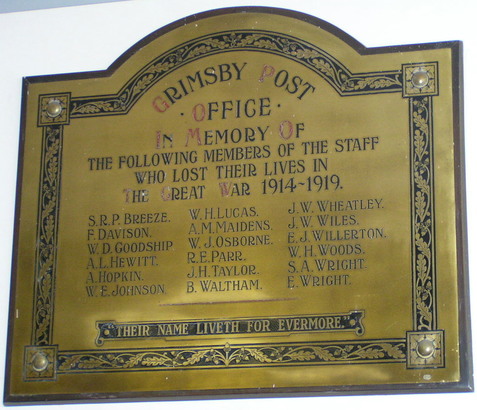 GRIMSBY POST
· OFFICE ·
IN MEMORY OF
THE FOLLOWING MEMBERS OF THE STAFF
WHO LOST THEIR LIVES IN
THE GREAT WAR 1914~1919.
S.R.P. BREEZE.
F. DAVISON.
W.D. GOODSHIP
A.L. HEWITT.
A. HOPKIN.
W.E. JOHNSON.
W.H. LUCAS.
A.M. MAIDENS.
W.J. OSBORNE.
R.E. PARR.
J.H. TAYLOR.
B. WALTHAM.
J.W. WHEATLEY.
J.W. WILES.
E.J. WILLERTON.
W.H. WOODS.
S.A. WRIGHT.
E. WRIGHT.
"THEIR NAME LIVETH FOR EVERMORE."